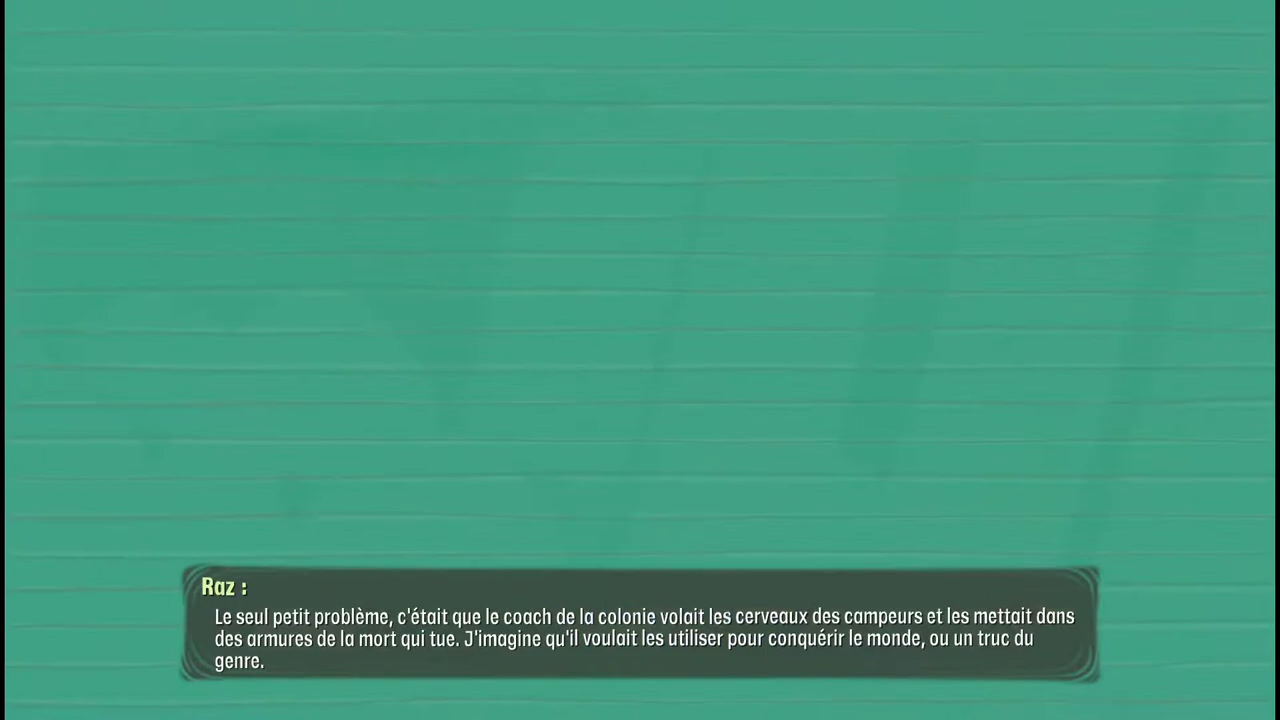 Raz :
Le seul petit problème, c'était que le coach de la colonie volait les cerveaux des campeurs et les mettait dans
des armures de la mort qui tue. J'imagine qu'il voulait les utiliser pour conquérir le monde, ou un truc du
genre.